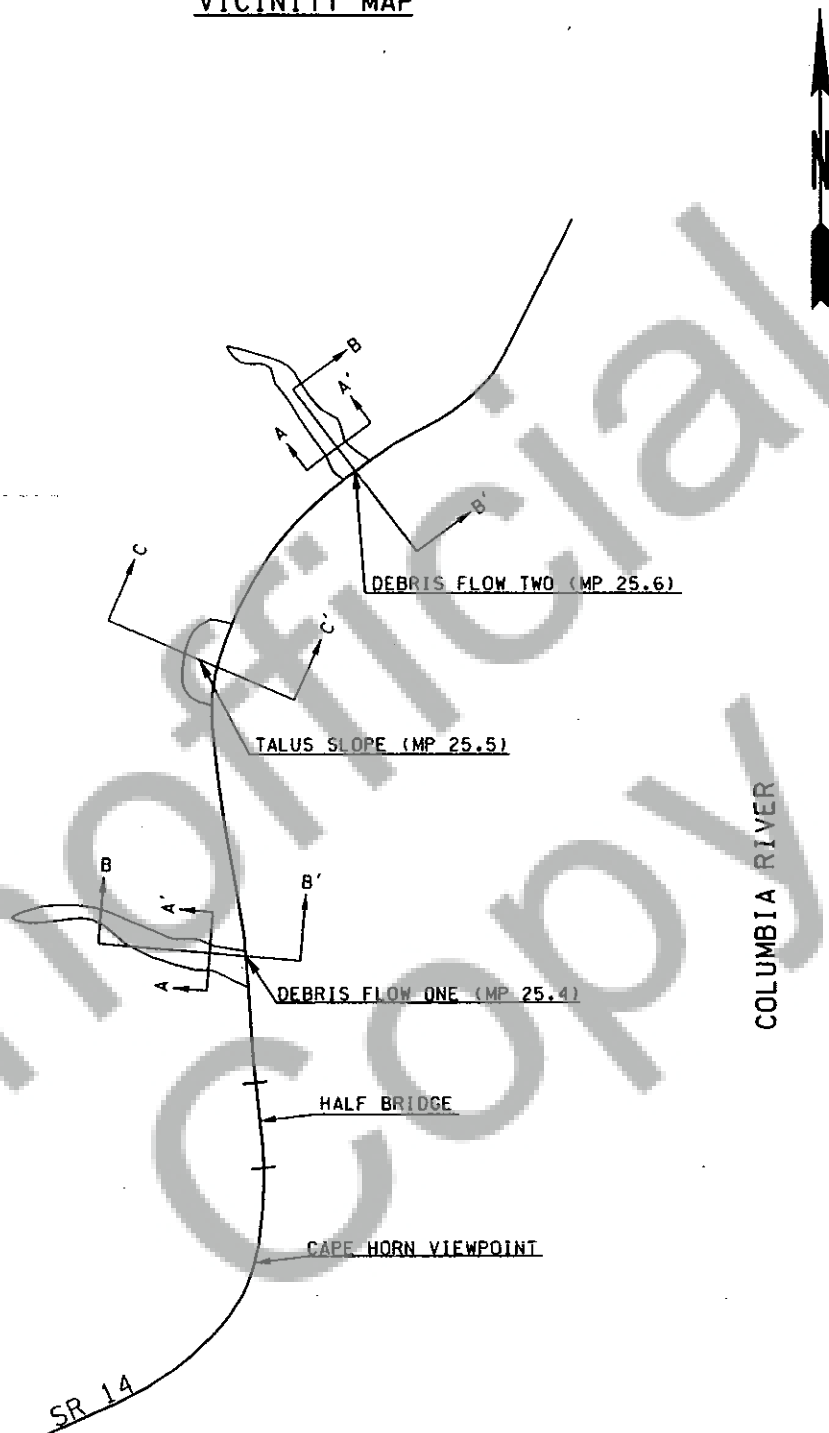 VICINITY MAP
N
B
A'
A
B'
DEBRIS FLOW TWO (MP 25.6)
C
C'
TALUS SLOPE (MP 25.5)
COLUMBIA RIVER
B
A'
B'
A
DEBRIS FLOW ONE (MP 25.4)
HALF BRIDGE
CAPE HORN VIEWPOINT
SR 14
Unofficial
Copy